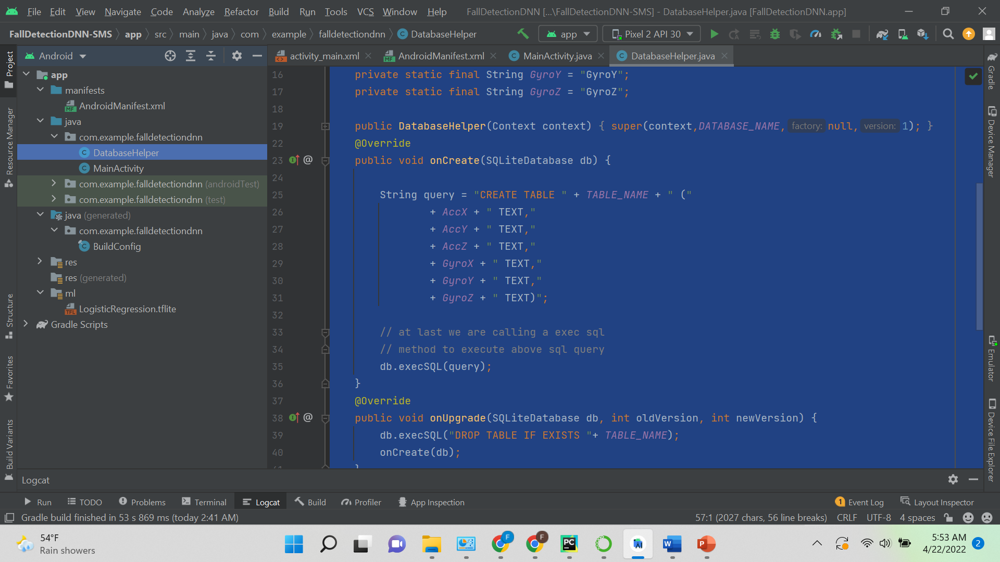 File Edit View Navigate Code Analyze Refactor Build Run Tools VCS Window Help FallDetectionDNN [...\FallDetectionDNN-SMS] - DatabaseHelper.java [FallDetectionDNN.app]
FallDetectionDNN-SMS app src main java com example falldetectiondnn DatabaseHelper app Pixel 2 API 30
Project
Resource Manager
Structure
Favorites
Build Variants
Android
app
manifests
AndroidManifest.xml
java
com.example.falldetectiondnn
DatabaseHelper
MainActivity
com.example.falldetectiondnn (androidTest)
com.example.falldetectiondnn (test)
java (generated)
com.example.falldetectiondnn
BuildConfig
res
res (generated)
ml
LogisticRegression.tflite
Gradle Scripts
activity_main.xml AndroidManifest.xml MainActivity.java DatabaseHelper.java
16 private static final String GyroY = "GyroY";
17 private static final String GyroZ = "GyroZ";
18
19 public DatabaseHelper(Context context) { super(context,DATABASE_NAME, factory: null, version: 1); }
22 @Override
23 public void onCreate(SQLiteDatabase db) {
24
25 String query = "CREATE TABLE " + TABLE_NAME + " ("
26 + AccX + " TEXT,"
27 + AccY + " TEXT,"
28 + AccZ + " TEXT,"
29 + GyroX + " TEXT,"
30 + GyroY + " TEXT,"
31 + GyroZ + " TEXT)";
32
33 // at last we are calling a exec sql
34 // method to execute above sql query
35 db.execSQL(query);
36 }
37 @Override
38 public void onUpgrade(SQLiteDatabase db, int oldVersion, int newVersion) {
39 db.execSQL("DROP TABLE IF EXISTS "+ TABLE_NAME);
40 onCreate(db);
Gradle
Device Manager
Emulator
Device File Explorer
Logcat
Run TODO Problems Terminal Logcat Build Profiler App Inspection 1 Event Log Layout Inspector
Gradle build finished in 53 s 869 ms (today 2:41 AM) 57:1 (2027 chars, 56 line breaks) CRLF UTF-8 4 spaces
54°F
Rain showers
5:53 AM
4/22/2022
2